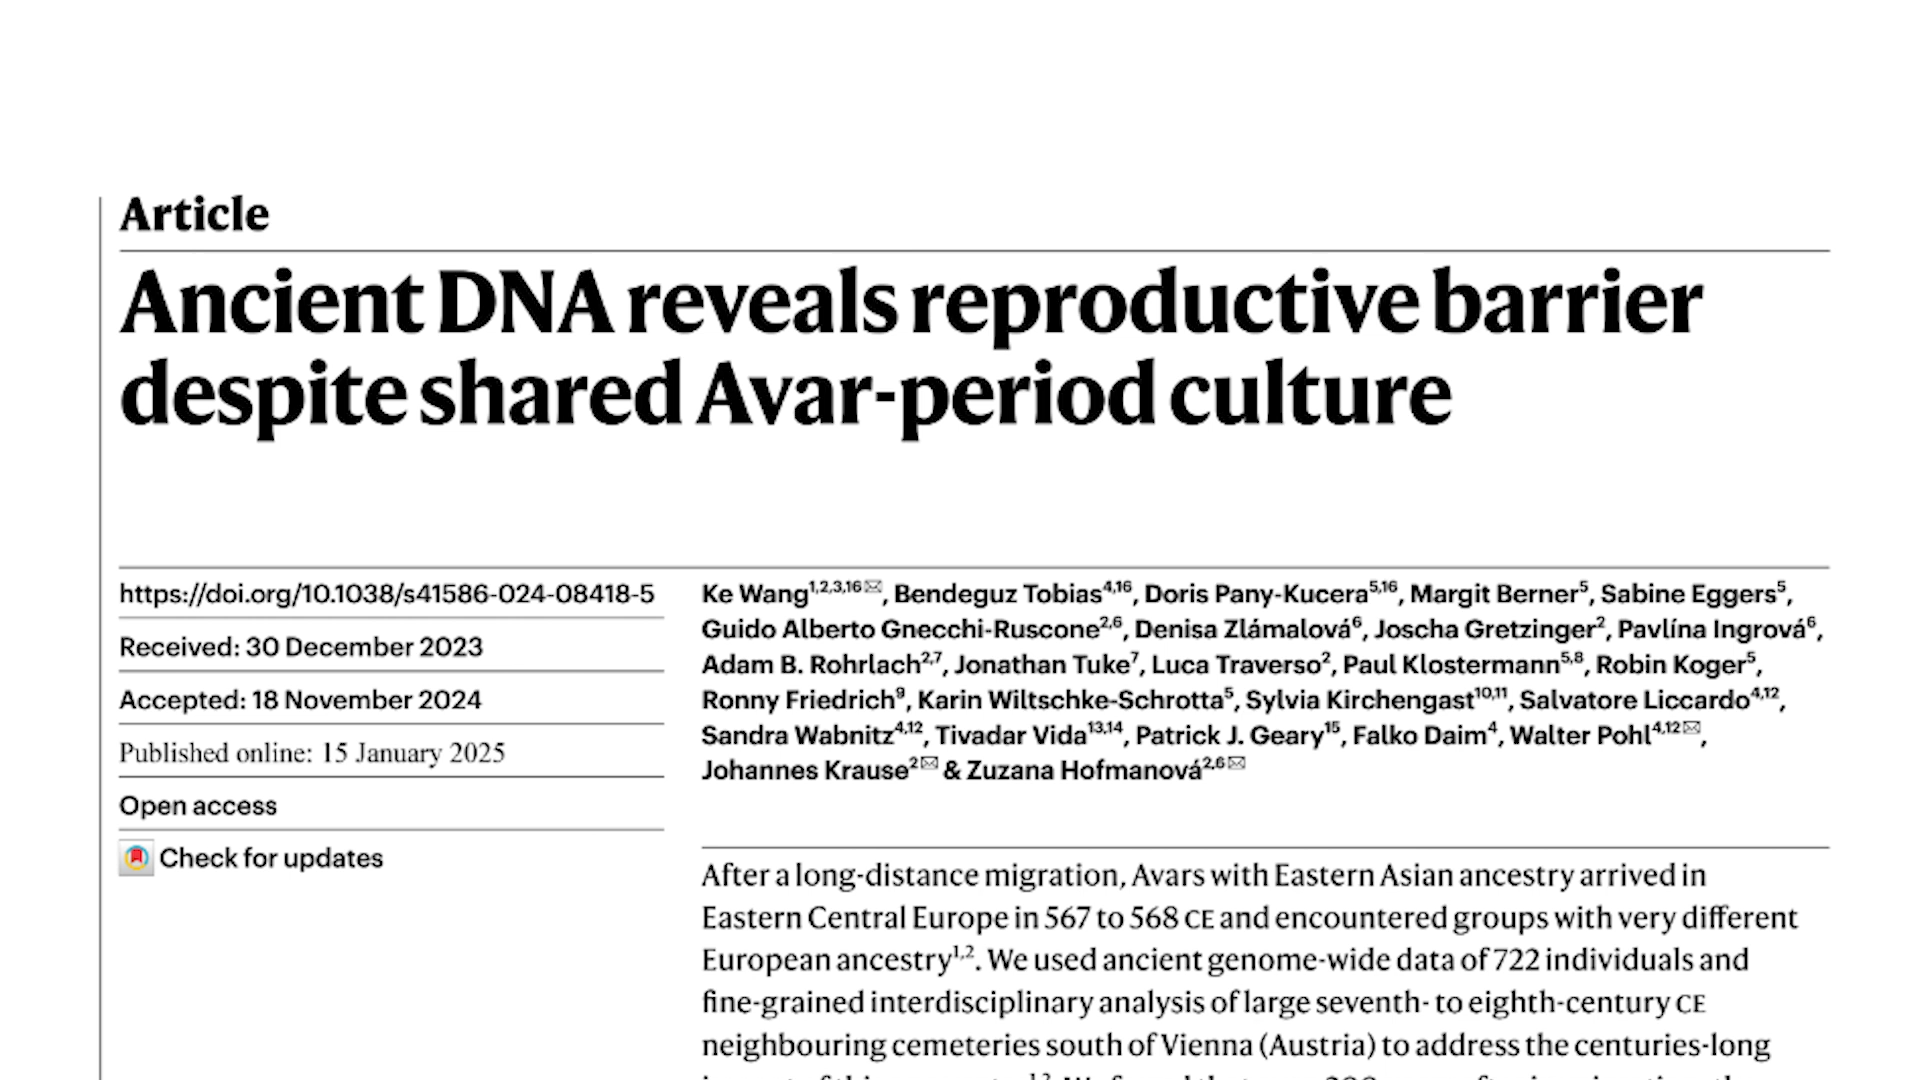 Article
Ancient DNA reveals reproductive barrier
despite shared Avar-period culture
https://doi.org/10.1038/s41586-024-08418-5
Received: 30 December 2023
Accepted: 18 November 2024
Published online: 15 January 2025
Open access
Check for updates
Ke Wang1,2,3,16✉, Bendeguz Tobias4,16, Doris Pany-Kucera5,16, Margit Berner5, Sabine Eggers5,
Guido Alberto Gnecchi-Ruscone2,6, Denisa Zlámalová6, Joscha Gretzinger2, Pavlína Ingrová6,
Adam B. Rohrlach2,7, Jonathan Tuke7, Luca Traverso2, Paul Klostermann5,8, Robin Koger5,
Ronny Friedrich9, Karin Wiltschke-Schrotta5, Sylvia Kirchengast10,11, Salvatore Liccardo4,12,
Sandra Wabnitz4,12, Tivadar Vida13,14, Patrick J. Geary15, Falko Daim4, Walter Pohl4,12✉,
Johannes Krause2✉ & Zuzana Hofmanová2,6✉
After a long-distance migration, Avars with Eastern Asian ancestry arrived in
Eastern Central Europe in 567 to 568 CE and encountered groups with very different
European ancestry1,2. We used ancient genome-wide data of 722 individuals and
fine-grained interdisciplinary analysis of large seventh- to eighth-century CE
neighbouring cemeteries south of Vienna (Austria) to address the centuries-long